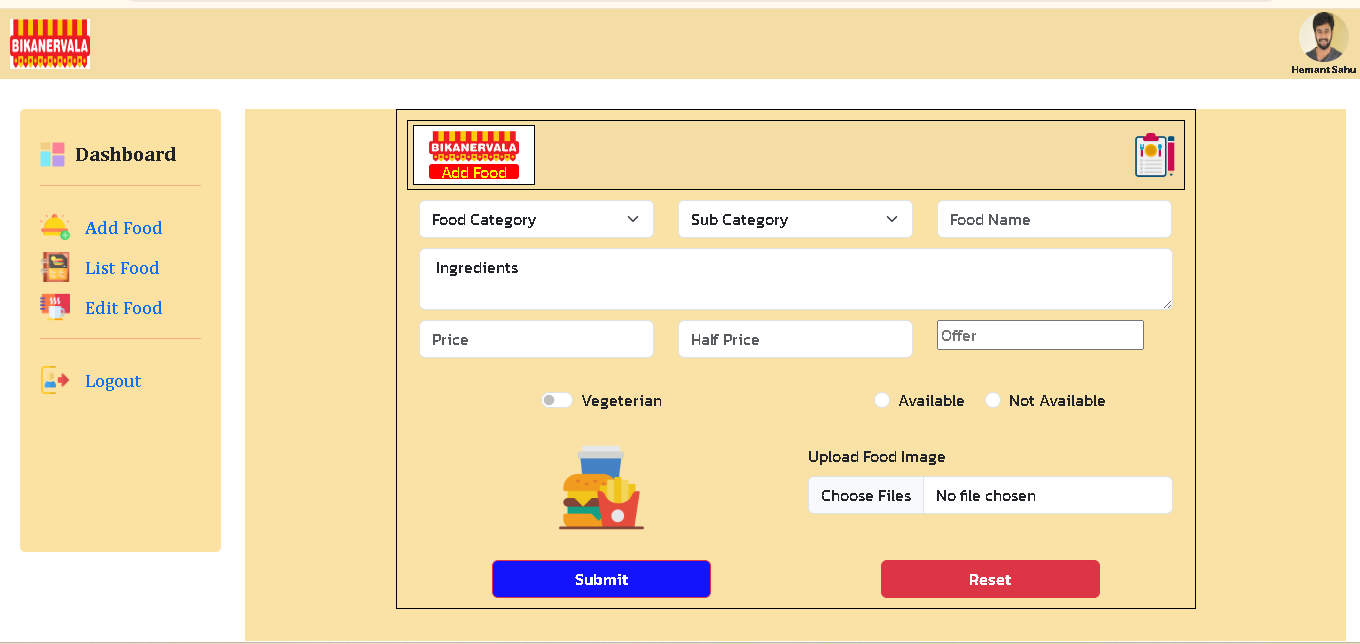 BIKANERVALA
Hemant Sahu
Dashboard
Add Food
List Food
Edit Food
Logout
BIKANERVALA
Add Food
Food Category
Sub Category
Food Name
Ingredients
Price
Half Price
Offer
Vegeterian
Available
Not Available
Upload Food Image
Choose Files
No file chosen
Submit
Reset